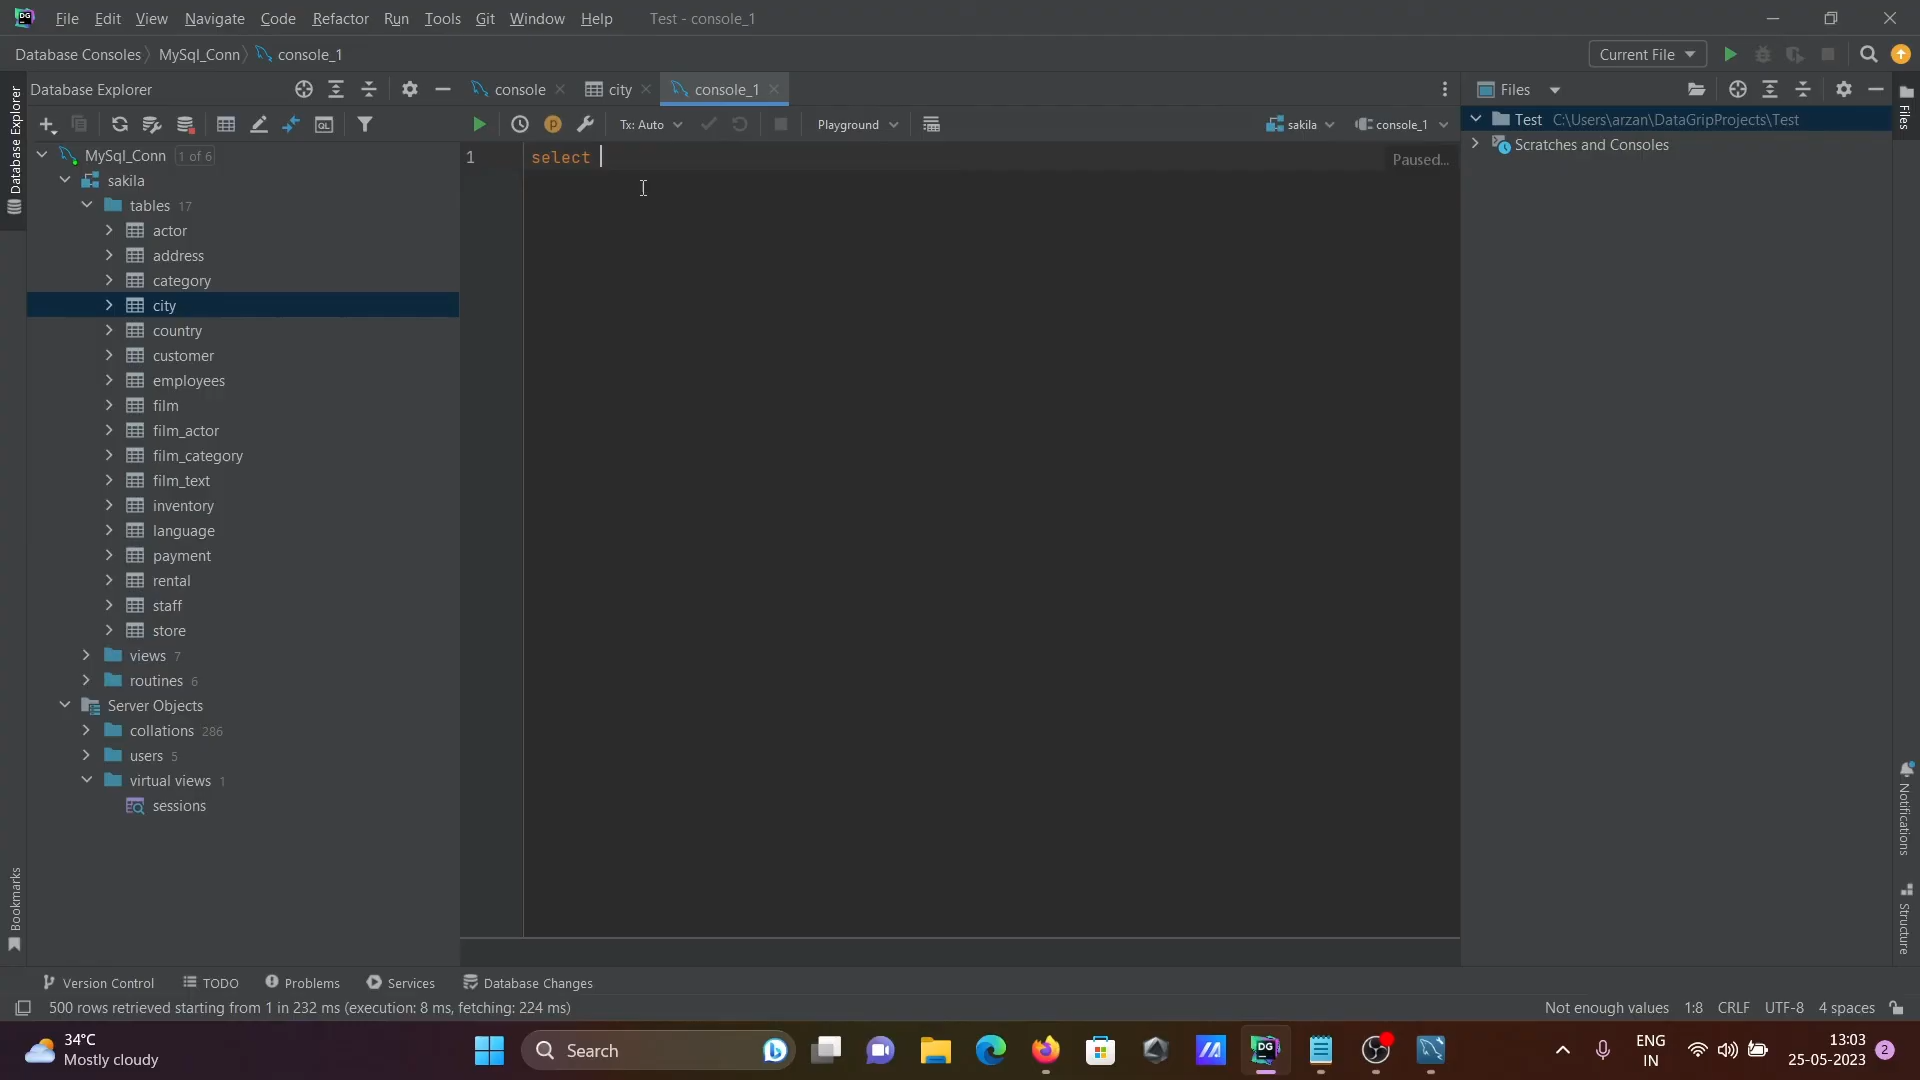 DG File Edit View Navigate Code Refactor Run Tools Git Window Help Test - console_1
Database Consoles MySql_Conn console_1 Current File
Database Explorer console city console_1 Files
Tx: Auto Playground sakila console_1
Test C:\Users\arzan\DataGripProjects\Test
Scratches and Consoles
MySql_Conn 1 of 6
sakila
tables 17
actor
address
category
city
country
customer
employees
film
film_actor
film_category
film_text
inventory
language
payment
rental
staff
store
views 7
routines 6
Server Objects
collations 286
users 5
virtual views 1
sessions
1 select Paused...
Database Explorer
Bookmarks
Files
Notifications
Structure
Version Control TODO Problems Services Database Changes
500 rows retrieved starting from 1 in 232 ms (execution: 8 ms, fetching: 224 ms) Not enough values 1:8 CRLF UTF-8 4 spaces
34°C
Mostly cloudy
Search
DG
ENG
IN
13:03
25-05-2023
2